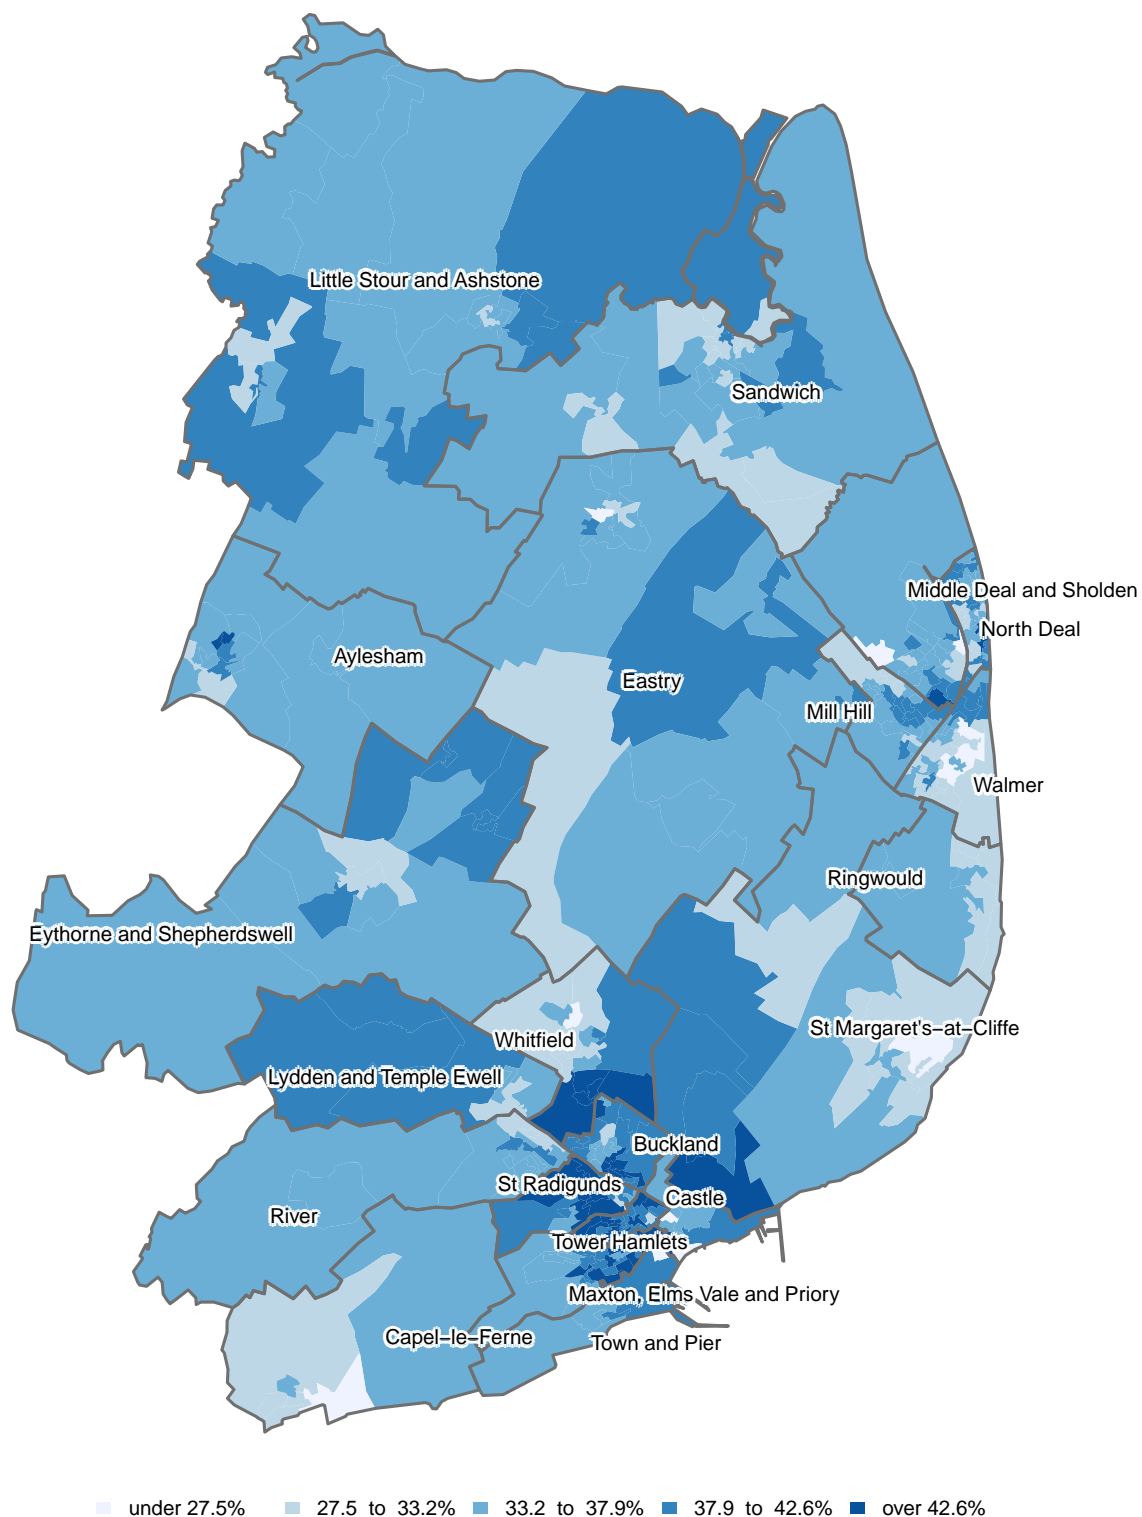 Little Stour and Ashstone
Sandwich
Middle Deal and Sholden
North Deal
Aylesham
Eastry
Mill Hill
Walmer
Ringwould
Eythorne and Shepherdswell
St Margaret's−at−Cliffe
Whitfield
Lydden and Temple Ewell
Buckland
St Radigunds
Castle
River
Tower Hamlets
Maxton, Elms Vale and Priory
Capel−le−Ferne
Town and Pier
under 27.5%
27.5 to 33.2%
33.2 to 37.9%
37.9 to 42.6%
over 42.6%